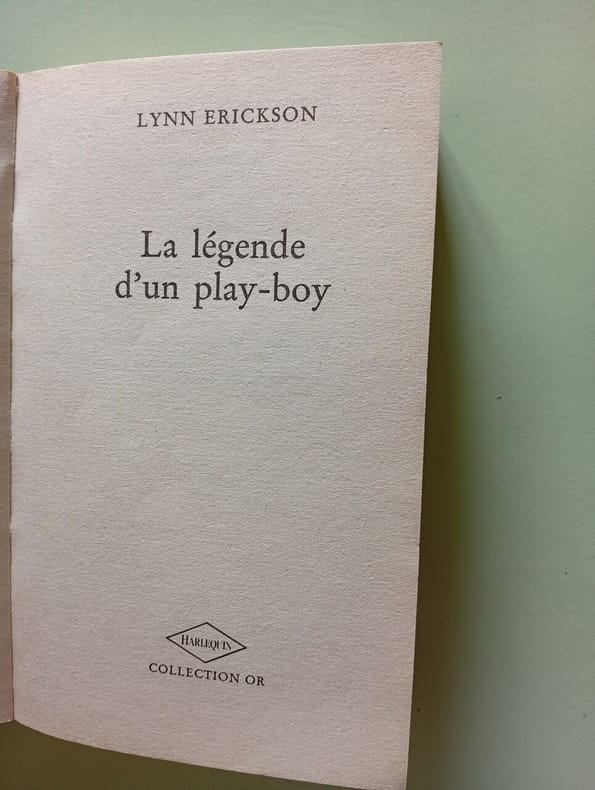 LYNN ERICKSON
La légende
d'un play-boy
HARLEQUIN
COLLECTION OR